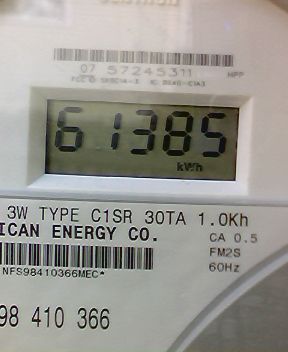 07 57245311 HPP
61385
kWh
3W TYPE C1SR 30TA 1.0Kh
ICAN ENERGY CO.
CA 0.5
FM2S
60Hz
NFS98410366MEC*
98 410 366